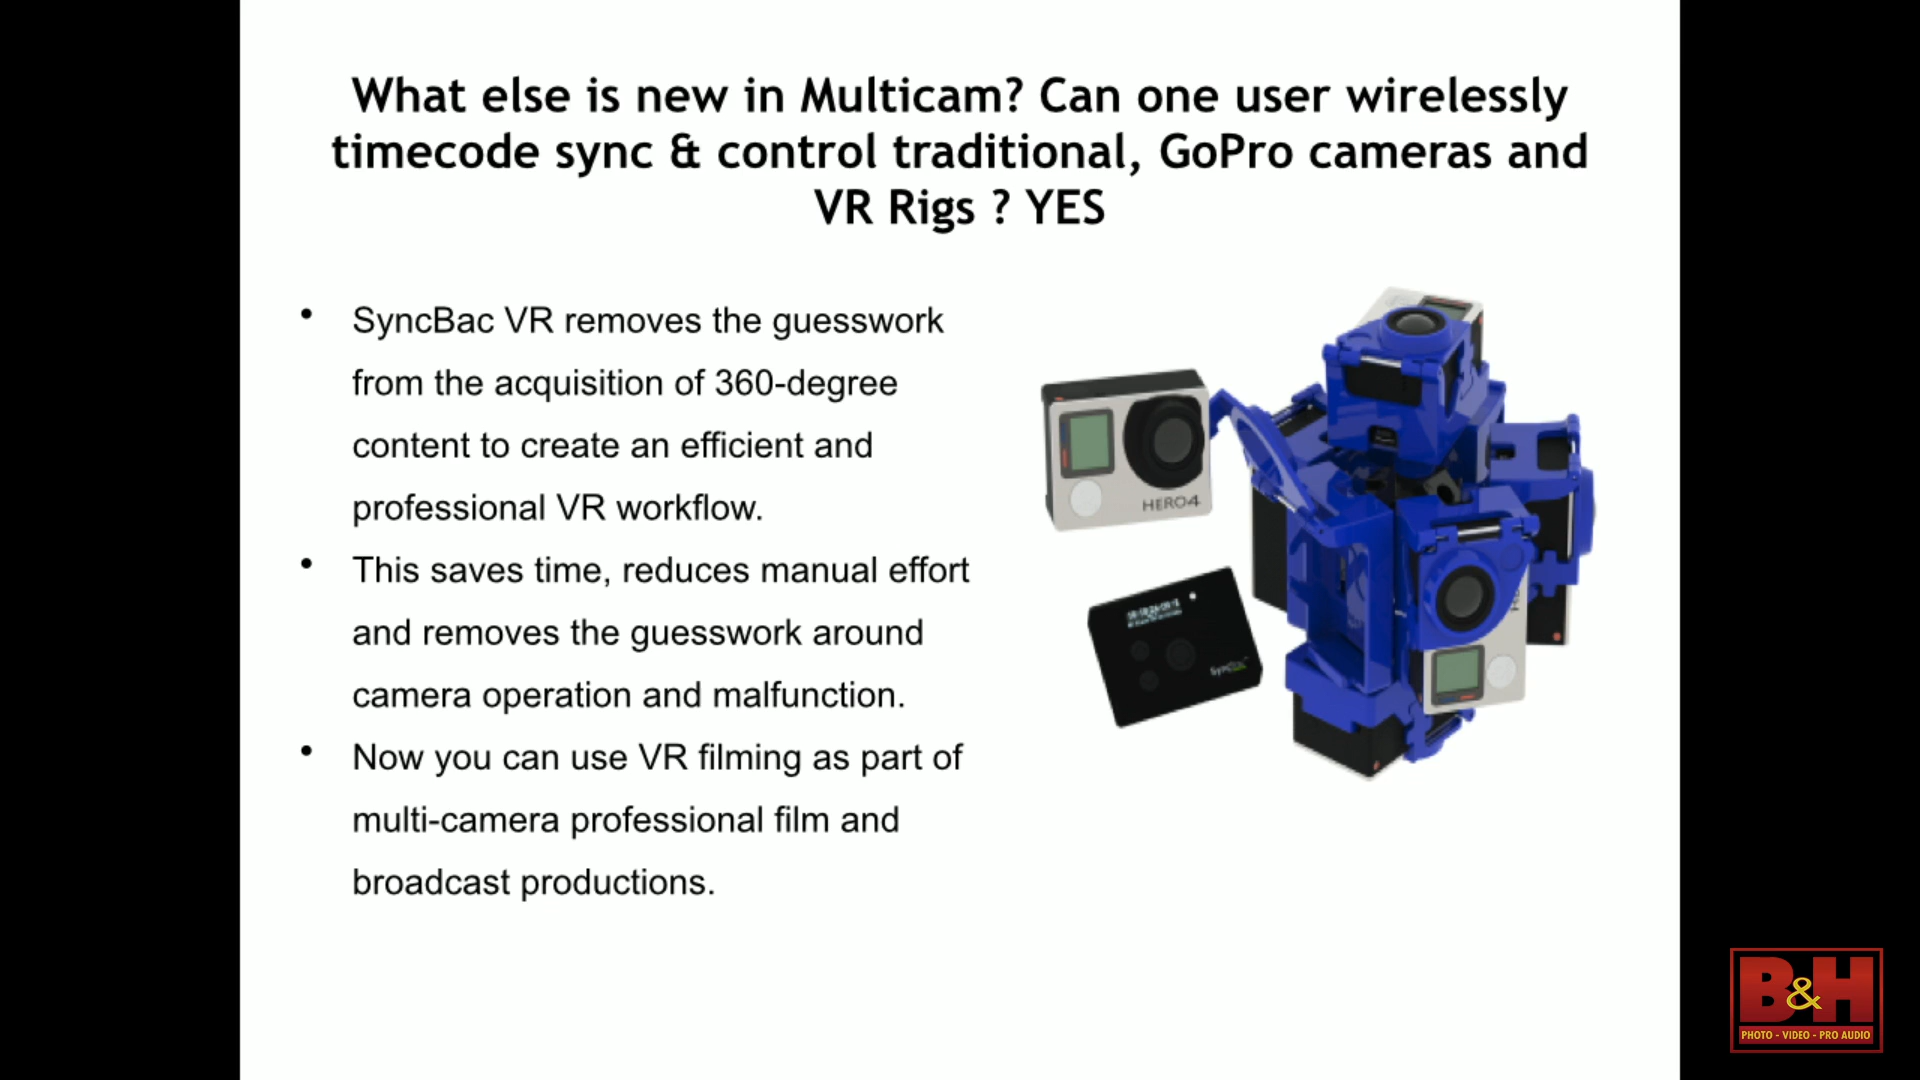 What else is new in Multicam? Can one user wirelessly
timecode sync & control traditional, GoPro cameras and
VR Rigs ? YES
• SyncBac VR removes the guesswork
from the acquisition of 360-degree
content to create an efficient and
professional VR workflow.
• This saves time, reduces manual effort
and removes the guesswork around
camera operation and malfunction.
• Now you can use VR filming as part of
multi-camera professional film and
broadcast productions.
HERO4
SyncBac
B&H
PHOTO - VIDEO - PRO AUDIO